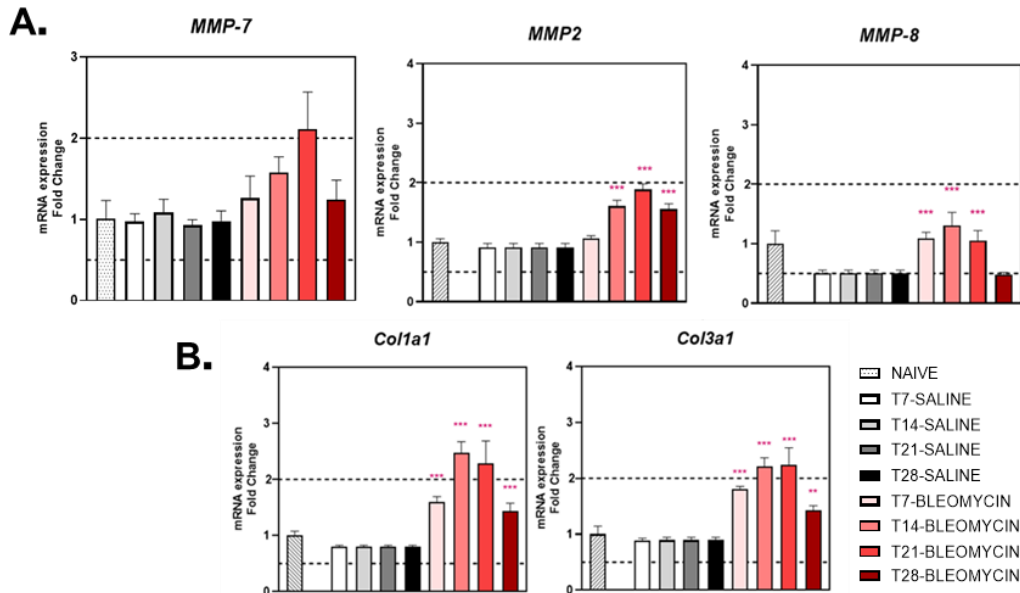 A.
MMP-7
mRNA expression
Fold Change
3
2
1
0
MMP2
mRNA expression
Fold Change
4
3
2
1
0
***
***
***
MMP-8
mRNA expression
Fold Change
4
3
2
1
0
***
***
***
B.
Col1a1
mRNA expression
Fold Change
4
3
2
1
0
***
***
***
***
Col3a1
mRNA expression
Fold Change
4
3
2
1
0
***
***
***
**
NAIVE
T7-SALINE
T14-SALINE
T21-SALINE
T28-SALINE
T7-BLEOMYCIN
T14-BLEOMYCIN
T21-BLEOMYCIN
T28-BLEOMYCIN